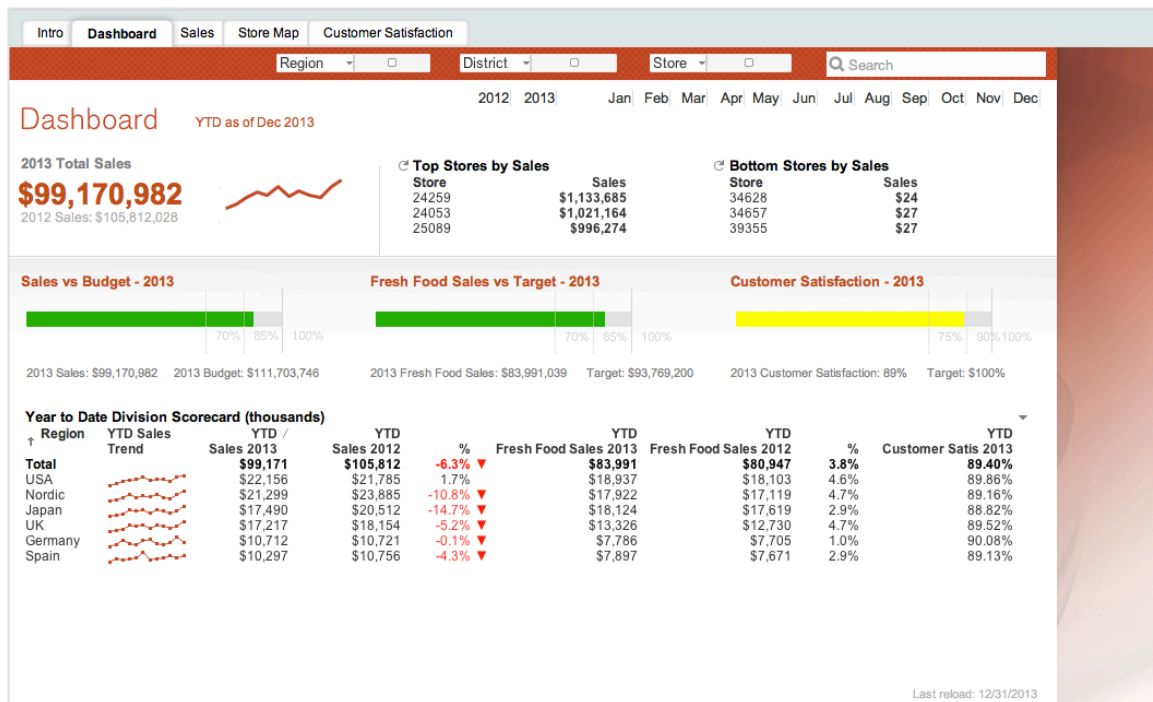 Intro Dashboard Sales Store Map Customer Satisfaction
Region District Store Search
2012 2013 Jan Feb Mar Apr May Jun Jul Aug Sep Oct Nov Dec
Dashboard YTD as of Dec 2013
2013 Total Sales
$99,170,982
2012 Sales: $105,812,028
Top Stores by Sales
Store Sales
24259 $1,133,685
24053 $1,021,164
25089 $996,274
Bottom Stores by Sales
Store Sales
34628 $24
34657 $27
39355 $27
Sales vs Budget - 2013
70% 85% 100%
2013 Sales: $99,170,982 2013 Budget: $111,703,746
Fresh Food Sales vs Target - 2013
70% 85% 100%
2013 Fresh Food Sales: $83,991,039 Target: $93,769,200
Customer Satisfaction - 2013
75% 90% 100%
2013 Customer Satisfaction: 89% Target: $100%
Year to Date Division Scorecard (thousands)
Region YTD Sales YTD / YTD YTD YTD YTD
Trend Sales 2013 Sales 2012 % Fresh Food Sales 2013 Fresh Food Sales 2012 % Customer Satis 2013
Total $99,171 $105,812 -6.3% ▼ $83,991 $80,947 3.8% 89.40%
USA $22,156 $21,785 1.7% $18,937 $18,103 4.6% 89.86%
Nordic $21,299 $23,885 -10.8% ▼ $17,922 $17,119 4.7% 89.16%
Japan $17,490 $20,512 -14.7% ▼ $18,124 $17,619 2.9% 88.82%
UK $17,217 $18,154 -5.2% ▼ $13,326 $12,730 4.7% 89.52%
Germany $10,712 $10,721 -0.1% ▼ $7,786 $7,705 1.0% 90.08%
Spain $10,297 $10,756 -4.3% ▼ $7,897 $7,671 2.9% 89.13%
Last reload: 12/31/2013